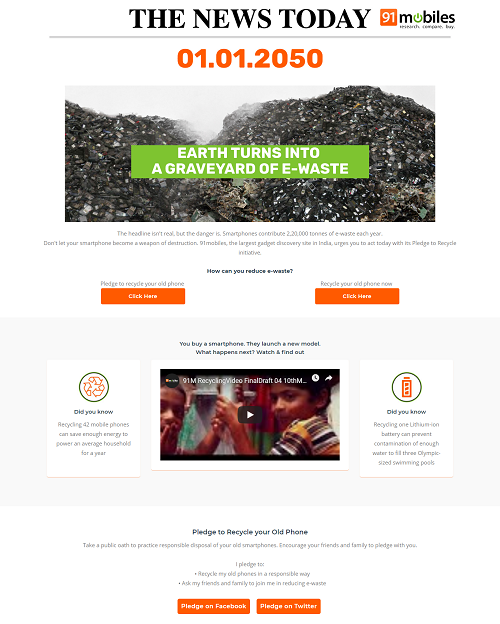 THE NEWS TODAY
91mobiles
research. compare. buy.
01.01.2050
EARTH TURNS INTO
A GRAVEYARD OF E-WASTE
The headline isn't real, but the danger is. Smartphones contribute 2,20,000 tonnes of e-waste each year.
Don't let your smartphone become a weapon of destruction. 91mobiles, the largest gadget discovery site in India, urges you to act today with its Pledge to Recycle
initiative.
How can you reduce e-waste?
Pledge to recycle your old phone
Click Here
Recycle your old phone now
Click Here
You buy a smartphone. They launch a new model.
What happens next? Watch & find out
Did you know
Recycling 42 mobile phones
can save enough energy to
power an average household
for a year
91M RecyclingVideo FinalDraft 04 10thM...
Did you know
Recycling one Lithium-ion
battery can prevent
contamination of enough
water to fill three Olympic-
sized swimming pools
Pledge to Recycle your Old Phone
Take a public oath to practice responsible disposal of your old smartphones. Encourage your friends and family to pledge with you.
I pledge to:
• Recycle my old phones in a responsible way
• Ask my friends and family to join me in reducing e-waste
Pledge on Facebook
Pledge on Twitter